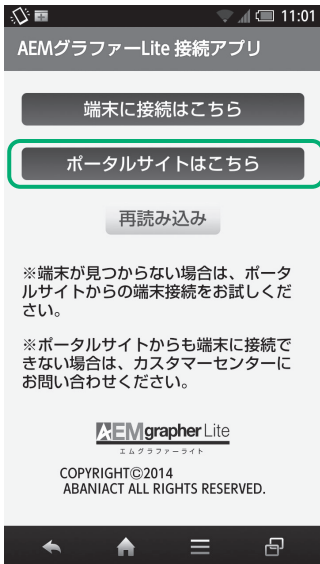 11:01
AEMグラファーLite 接続アプリ
端末に接続はこちら
ポータルサイトはこちら
再読み込み
※端末が見つからない場合は、ポータ
ルサイトからの端末接続をお試しくだ
さい。
※ポータルサイトからも端末に接続で
きない場合は、カスタマーセンターに
お問い合わせください。
AEMgrapher Lite
エムグラファーライト
COPYRIGHT©2014
ABANIACT ALL RIGHTS RESERVED.